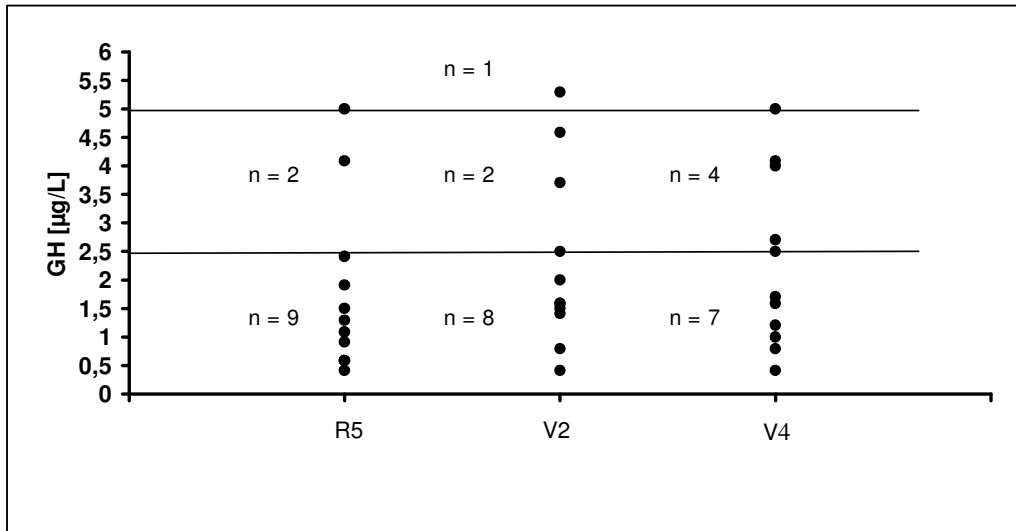 GH [µg/L]
6
5,5
5
4,5
4
3,5
3
2,5
2
1,5
1
0,5
0
n = 1
n = 2
n = 2
n = 4
n = 9
n = 8
n = 7
R5
V2
V4